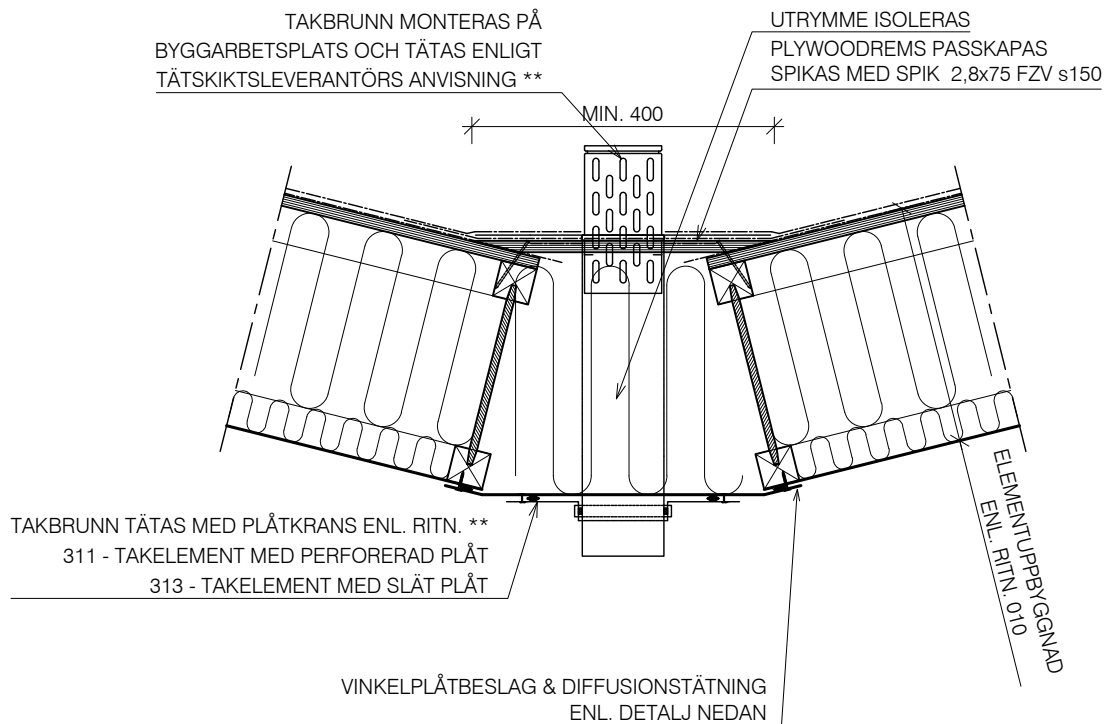 TAKBRUNN MONTERAS PÅ
BYGGARBETSPLATS OCH TÄTAS ENLIGT
TÄTSKIKTSLEVERANTÖRS ANVISNING **
UTRYMME ISOLERAS
PLYWOODREMS PASSKAPAS
SPIKAS MED SPIK 2,8x75 FZV s150
MIN. 400
TAKBRUNN TÄTAS MED PLÅTKRANS ENL. RITN. **
311 - TAKELEMENT MED PERFORERAD PLÅT
313 - TAKELEMENT MED SLÄT PLÅT
ELEMENTUPPBYGGNAD
ENL. RITN. 010
VINKELPLÅTBESLAG & DIFFUSIONSTÄTNING
ENL. DETALJ NEDAN